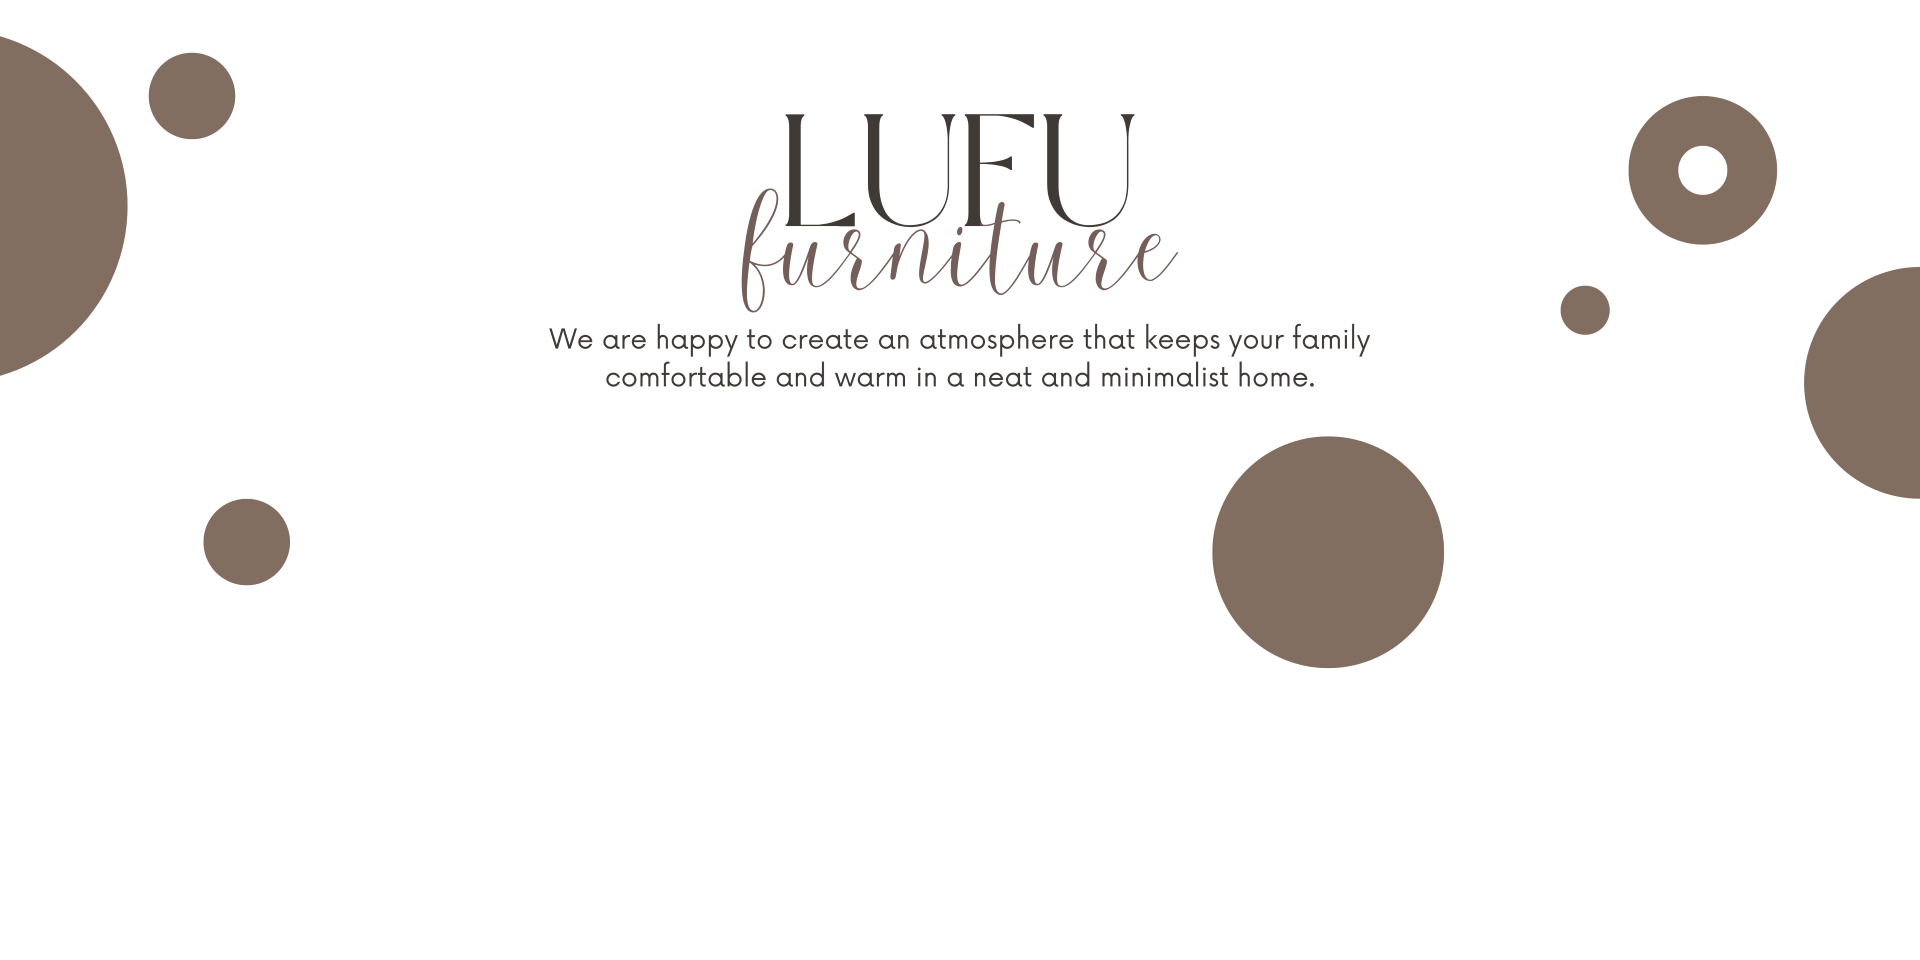 LUFU
furniture
We are happy to create an atmosphere that keeps your family
comfortable and warm in a neat and minimalist home.